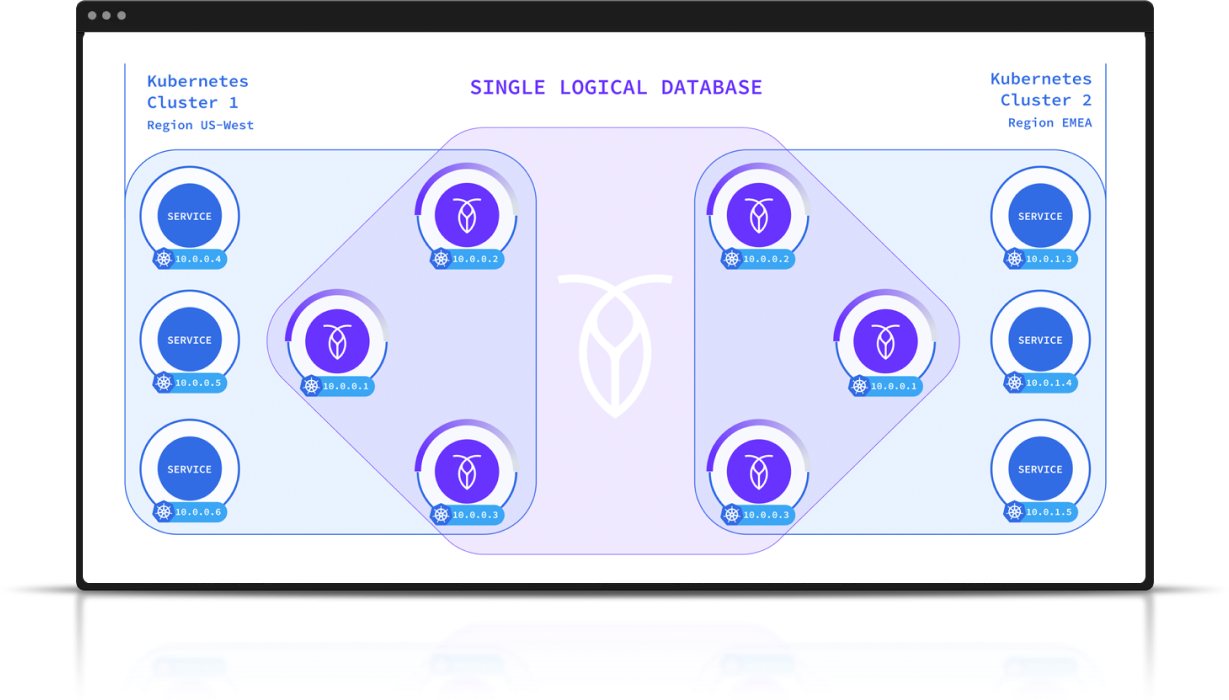 Kubernetes
Cluster 1
Region US-West
SINGLE LOGICAL DATABASE
Kubernetes
Cluster 2
Region EMEA
SERVICE
10.0.0.4
10.0.0.2
10.0.0.2
SERVICE
10.0.1.3
SERVICE
10.0.0.5
10.0.0.1
10.0.0.1
SERVICE
10.0.1.4
SERVICE
10.0.0.6
10.0.0.3
10.0.0.3
SERVICE
10.0.1.5